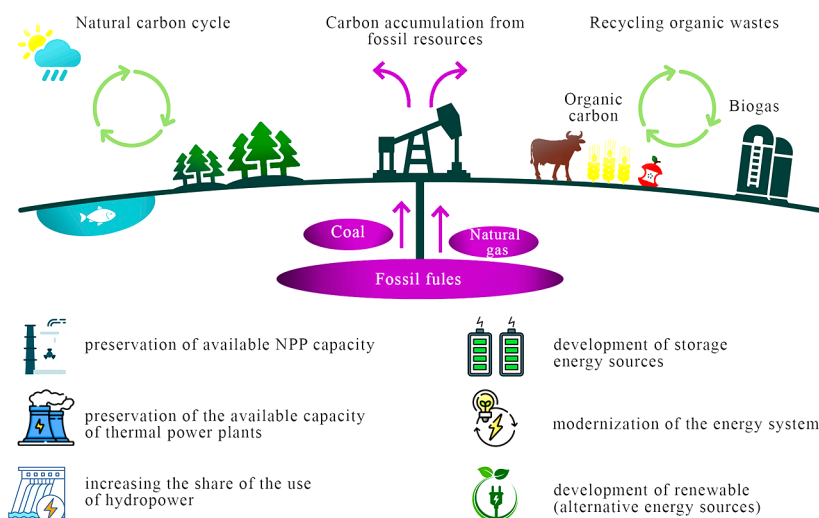 Natural carbon cycle
Carbon accumulation from
fossil resources
Recycling organic wastes
Organic
carbon
Biogas
Coal
Natural
gas
Fossil fules
preservation of available NPP capacity
development of storage
energy sources
preservation of the available capacity
of thermal power plants
modernization of the energy system
increasing the share of the use
of hydropower
development of renewable
(alternative energy sources)